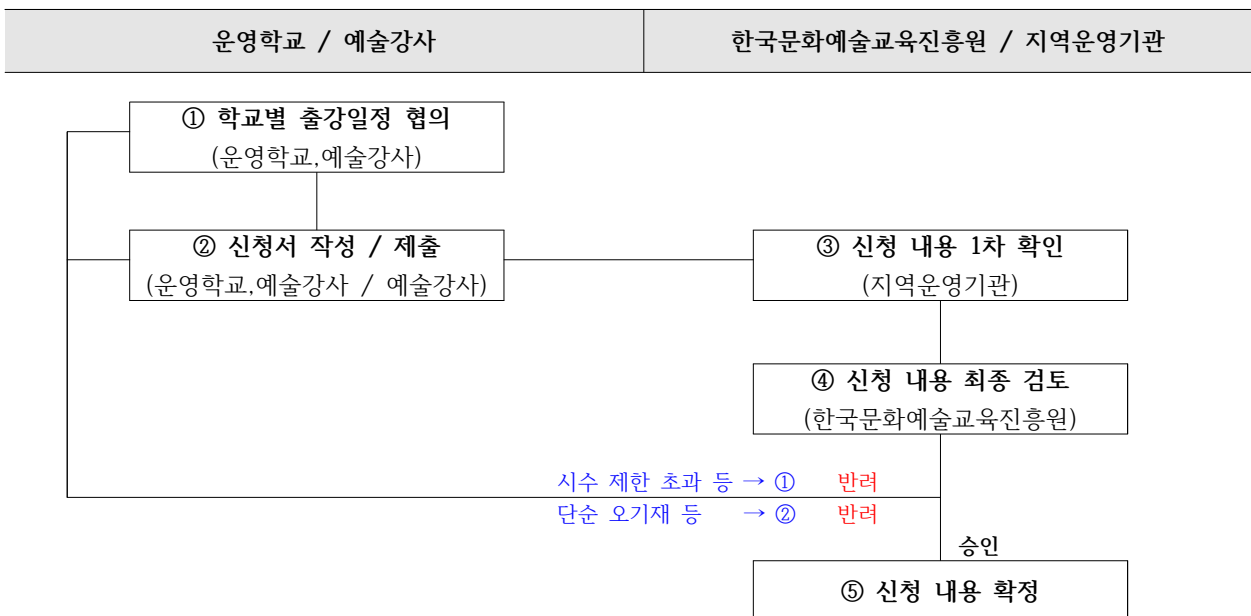 운영학교 / 예술강사
한국문화예술교육진흥원 / 지역운영기관
① 학교별 출강일정 협의
(운영학교,예술강사)
② 신청서 작성 / 제출
(운영학교,예술강사 / 예술강사)
③ 신청 내용 1차 확인
(지역운영기관)
④ 신청 내용 최종 검토
(한국문화예술교육진흥원)
시수 제한 초과 등 → ① 반려
단순 오기재 등 → ② 반려
승인
⑤ 신청 내용 확정